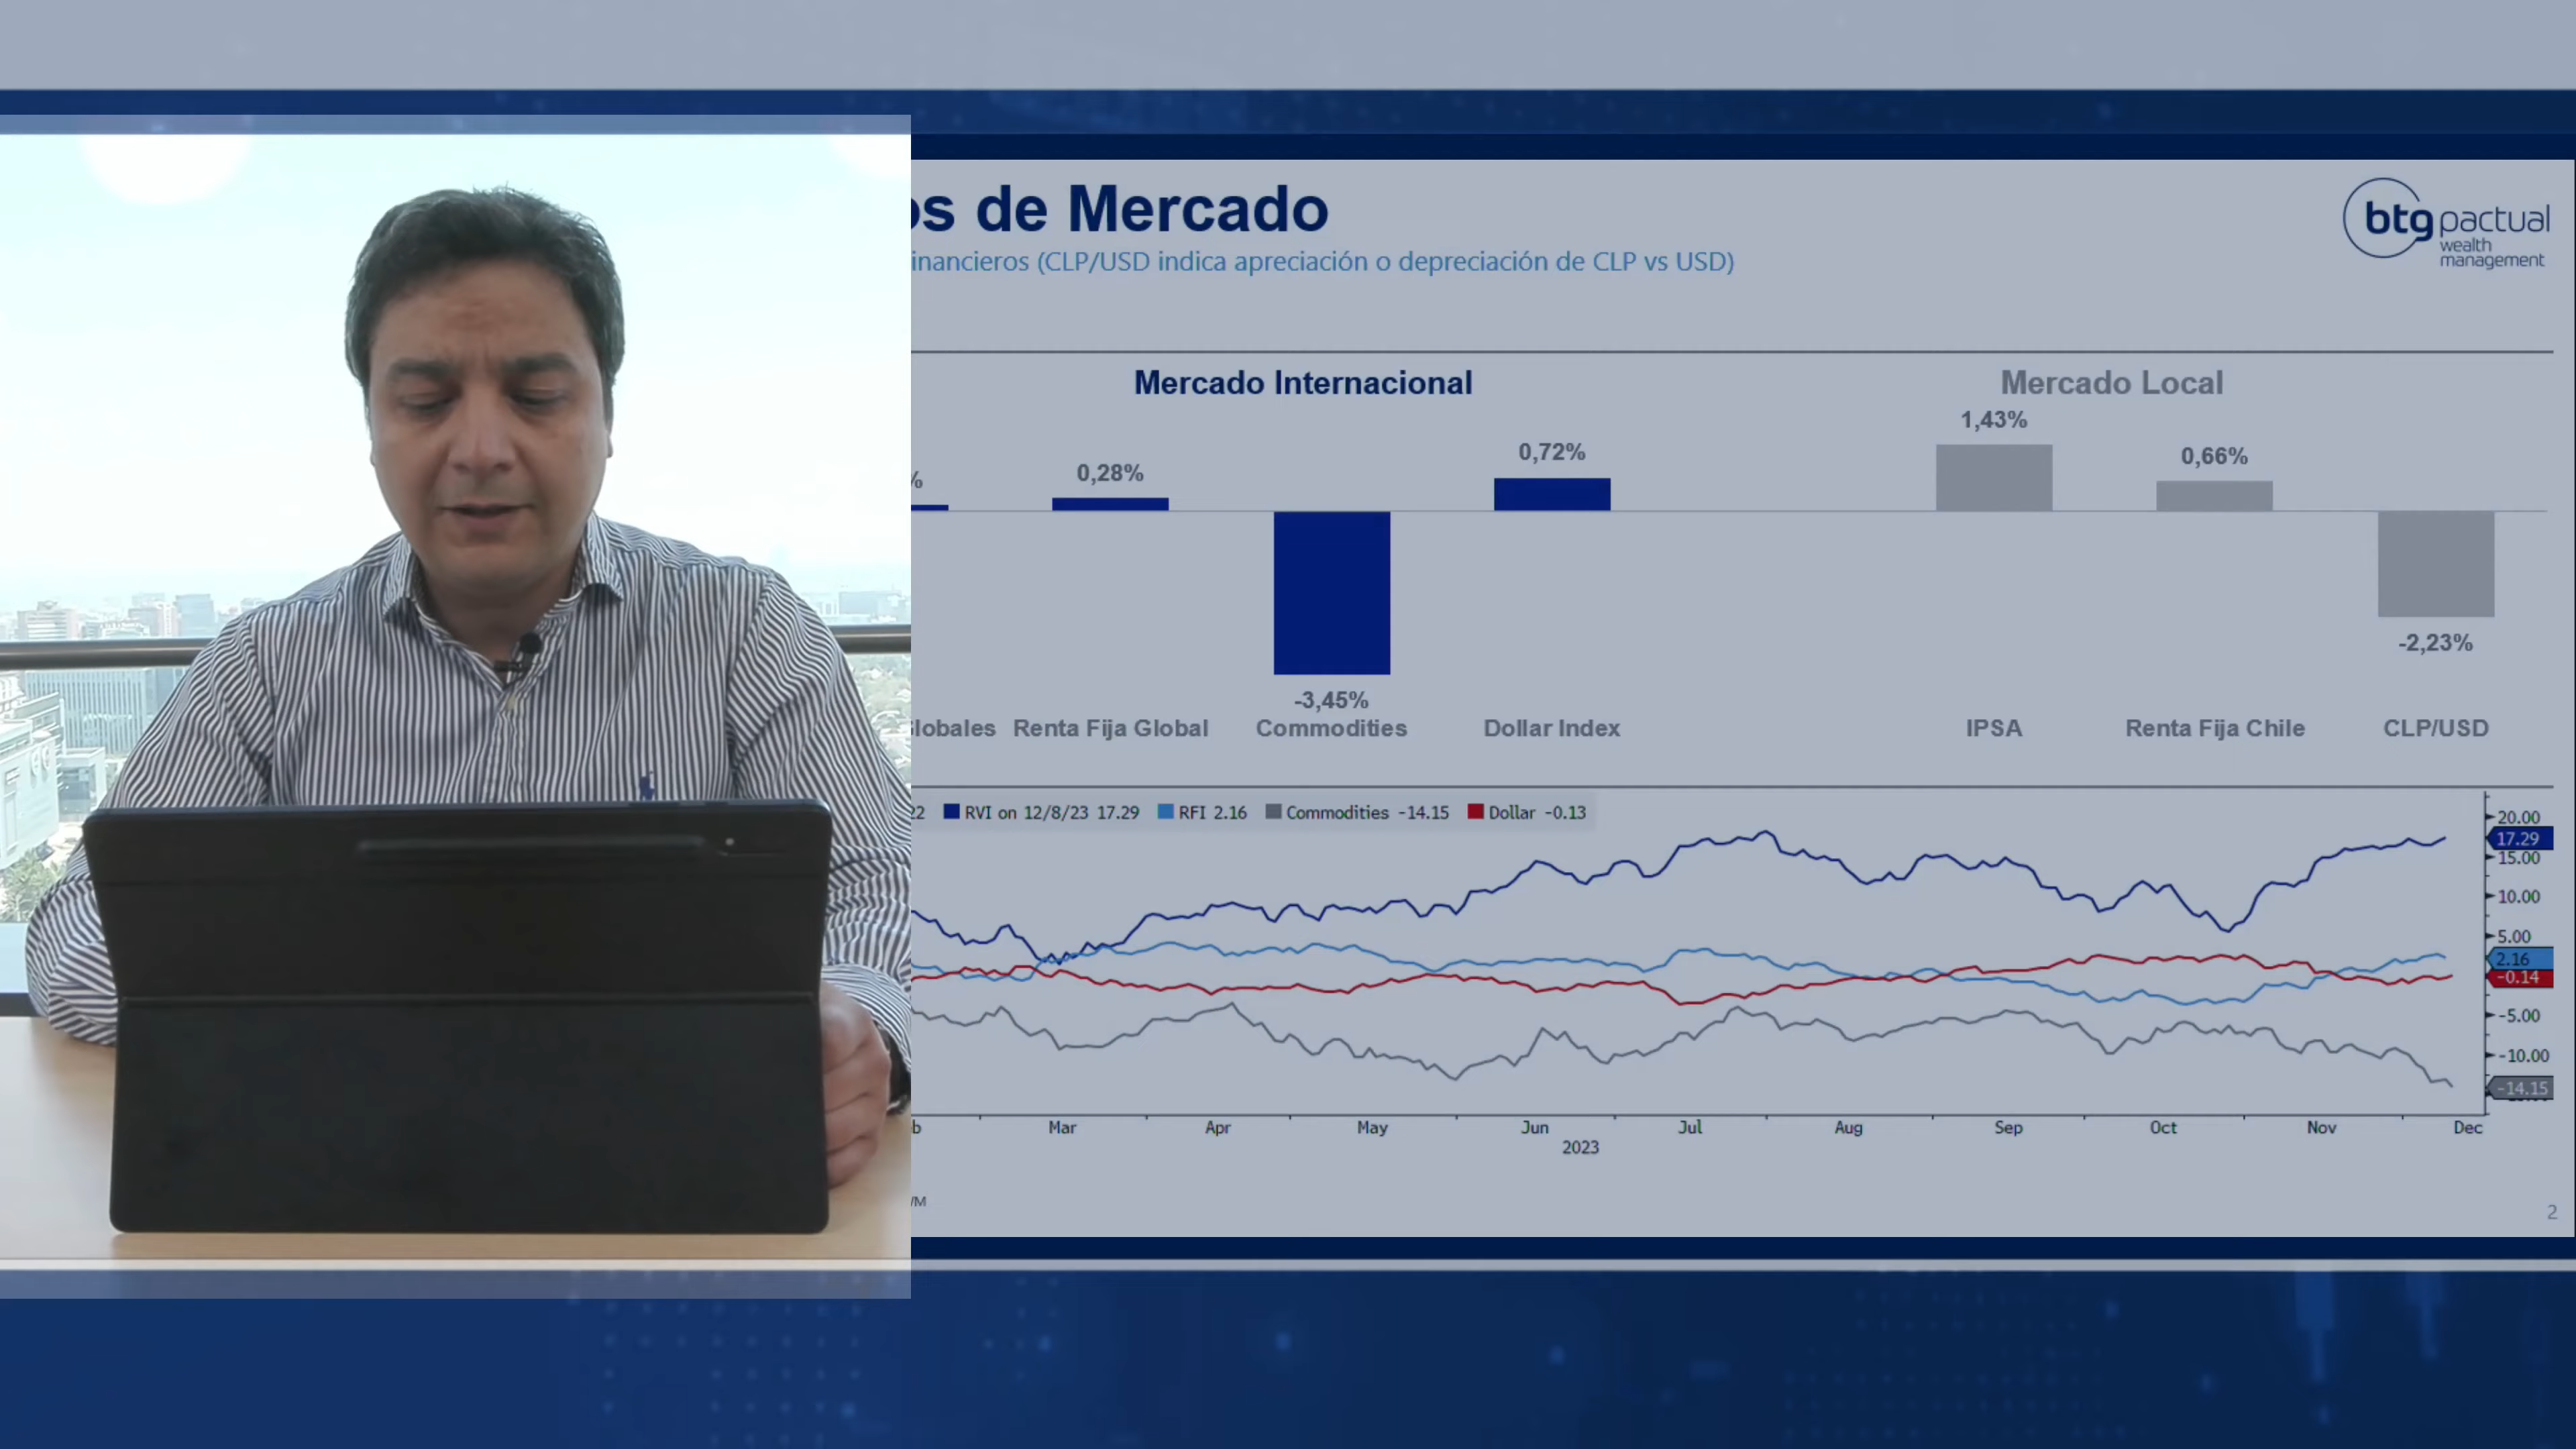 os de Mercado
inancieros (CLP/USD indica apreciación o depreciación de CLP vs USD)
btg pactual
wealth
management
Mercado Internacional
Mercado Local
%
0,28%
-3,45%
0,72%
1,43%
0,66%
-2,23%
lobales
Renta Fija Global
Commodities
Dollar Index
IPSA
Renta Fija Chile
CLP/USD
22
RVI on 12/8/23 17.29
RFI 2.16
Commodities -14.15
Dollar -0.13
20.00
17.29
15.00
10.00
5.00
2.16
-0.14
-5.00
-10.00
-14.15
b
Mar
Apr
May
Jun
Jul
Aug
Sep
Oct
Nov
Dec
2023
VM
2